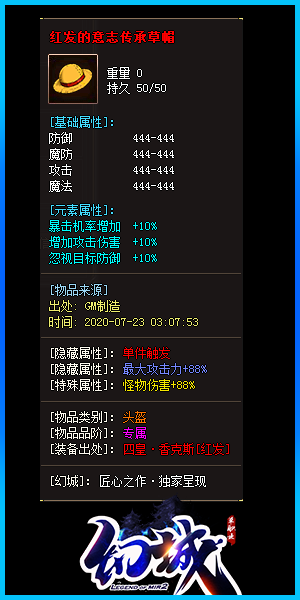 红发的意志传承草帽
重量 0
持久 50/50
[基础属性]:
防御 444-444
魔防 444-444
攻击 444-444
魔法 444-444
[元素属性]:
暴击机率增加 +10%
增加攻击伤害 +10%
忽视目标防御 +10%
[物品来源]
出处: GM制造
时间: 2020-07-23 03:07:53
[隐藏属性]: 单件触发
[隐藏属性]: 最大攻击力+88%
[特殊属性]: 怪物伤害+88%
[物品类别]: 头盔
[物品品阶]: 专属
[装备出处]: 四皇·香克斯[红发]
[幻城]: 匠心之作·独家呈现
幻城
LEGEND OF MIR2